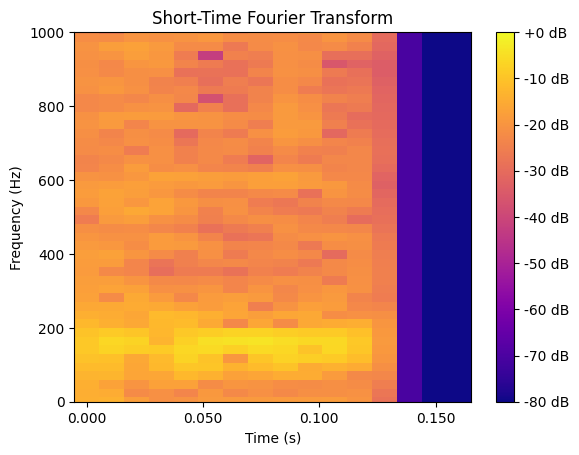 Short-Time Fourier Transform
1000
800
600
400
200
0
Frequency (Hz)
0.000
0.050
0.100
0.150
Time (s)
+0 dB
-10 dB
-20 dB
-30 dB
-40 dB
-50 dB
-60 dB
-70 dB
-80 dB